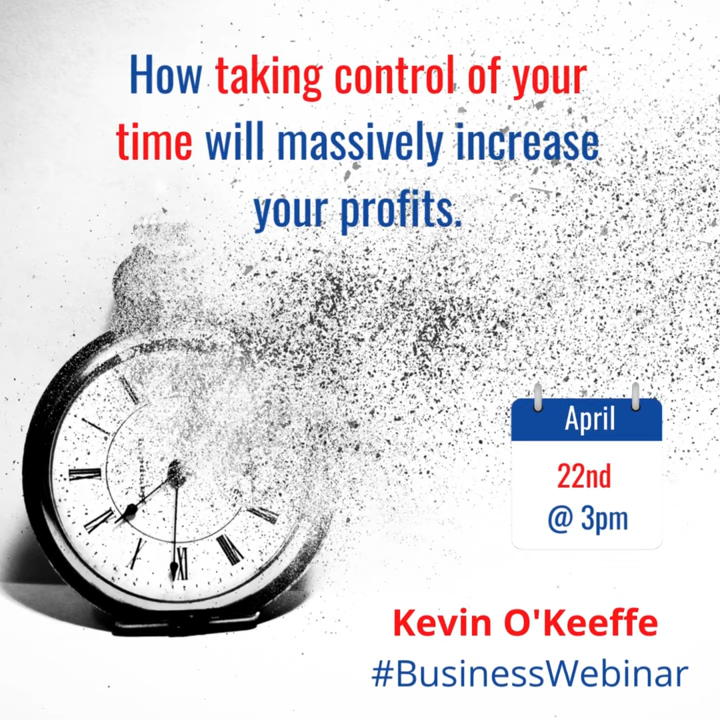 How taking control of your
time will massively increase
your profits.
April
22nd
@ 3pm
Kevin O'Keeffe
#BusinessWebinar